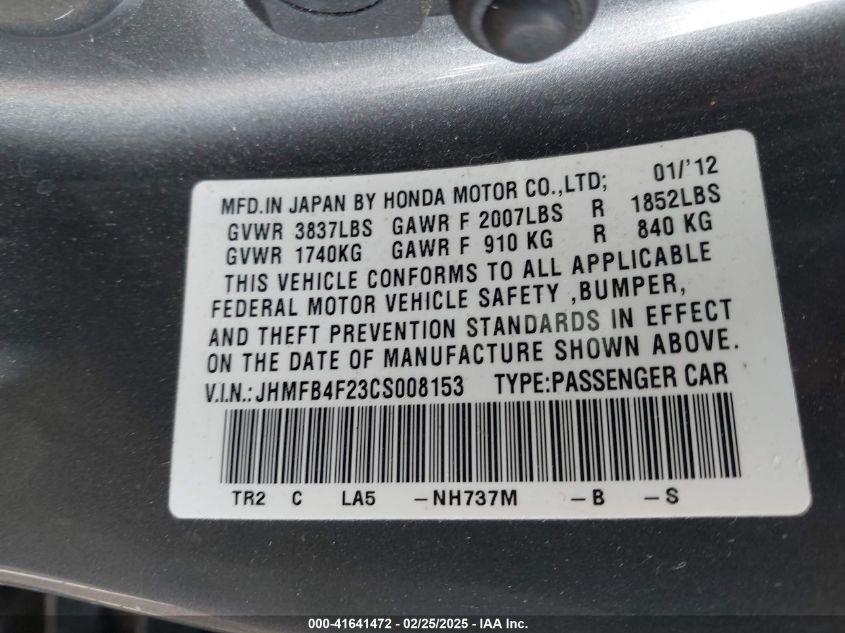 MFD.IN JAPAN BY HONDA MOTOR CO.,LTD; 01/'12
GVWR 3837LBS GAWR F 2007LBS R 1852LBS
GVWR 1740KG GAWR F 910 KG R 840 KG
THIS VEHICLE CONFORMS TO ALL APPLICABLE
FEDERAL MOTOR VEHICLE SAFETY ,BUMPER,
AND THEFT PREVENTION STANDARDS IN EFFECT
ON THE DATE OF MANUFACTURE SHOWN ABOVE.
V.I.N.: JHMFB4F23CS008153 TYPE:PASSENGER CAR
TR2 C LA5 -NH737M -B -S
000-41641472 - 02/25/2025 - IAA Inc.